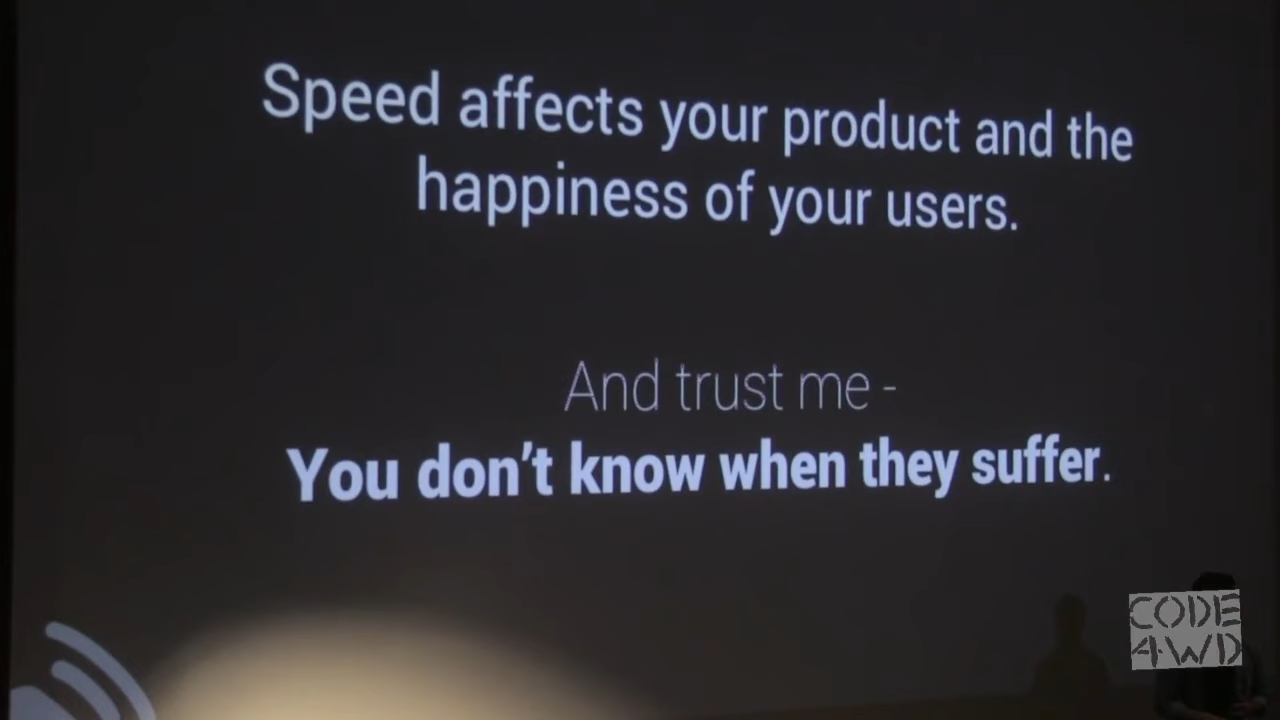 Speed affects your product and the
happiness of your users.
And trust me -
You don't know when they suffer.
CODE
4WD